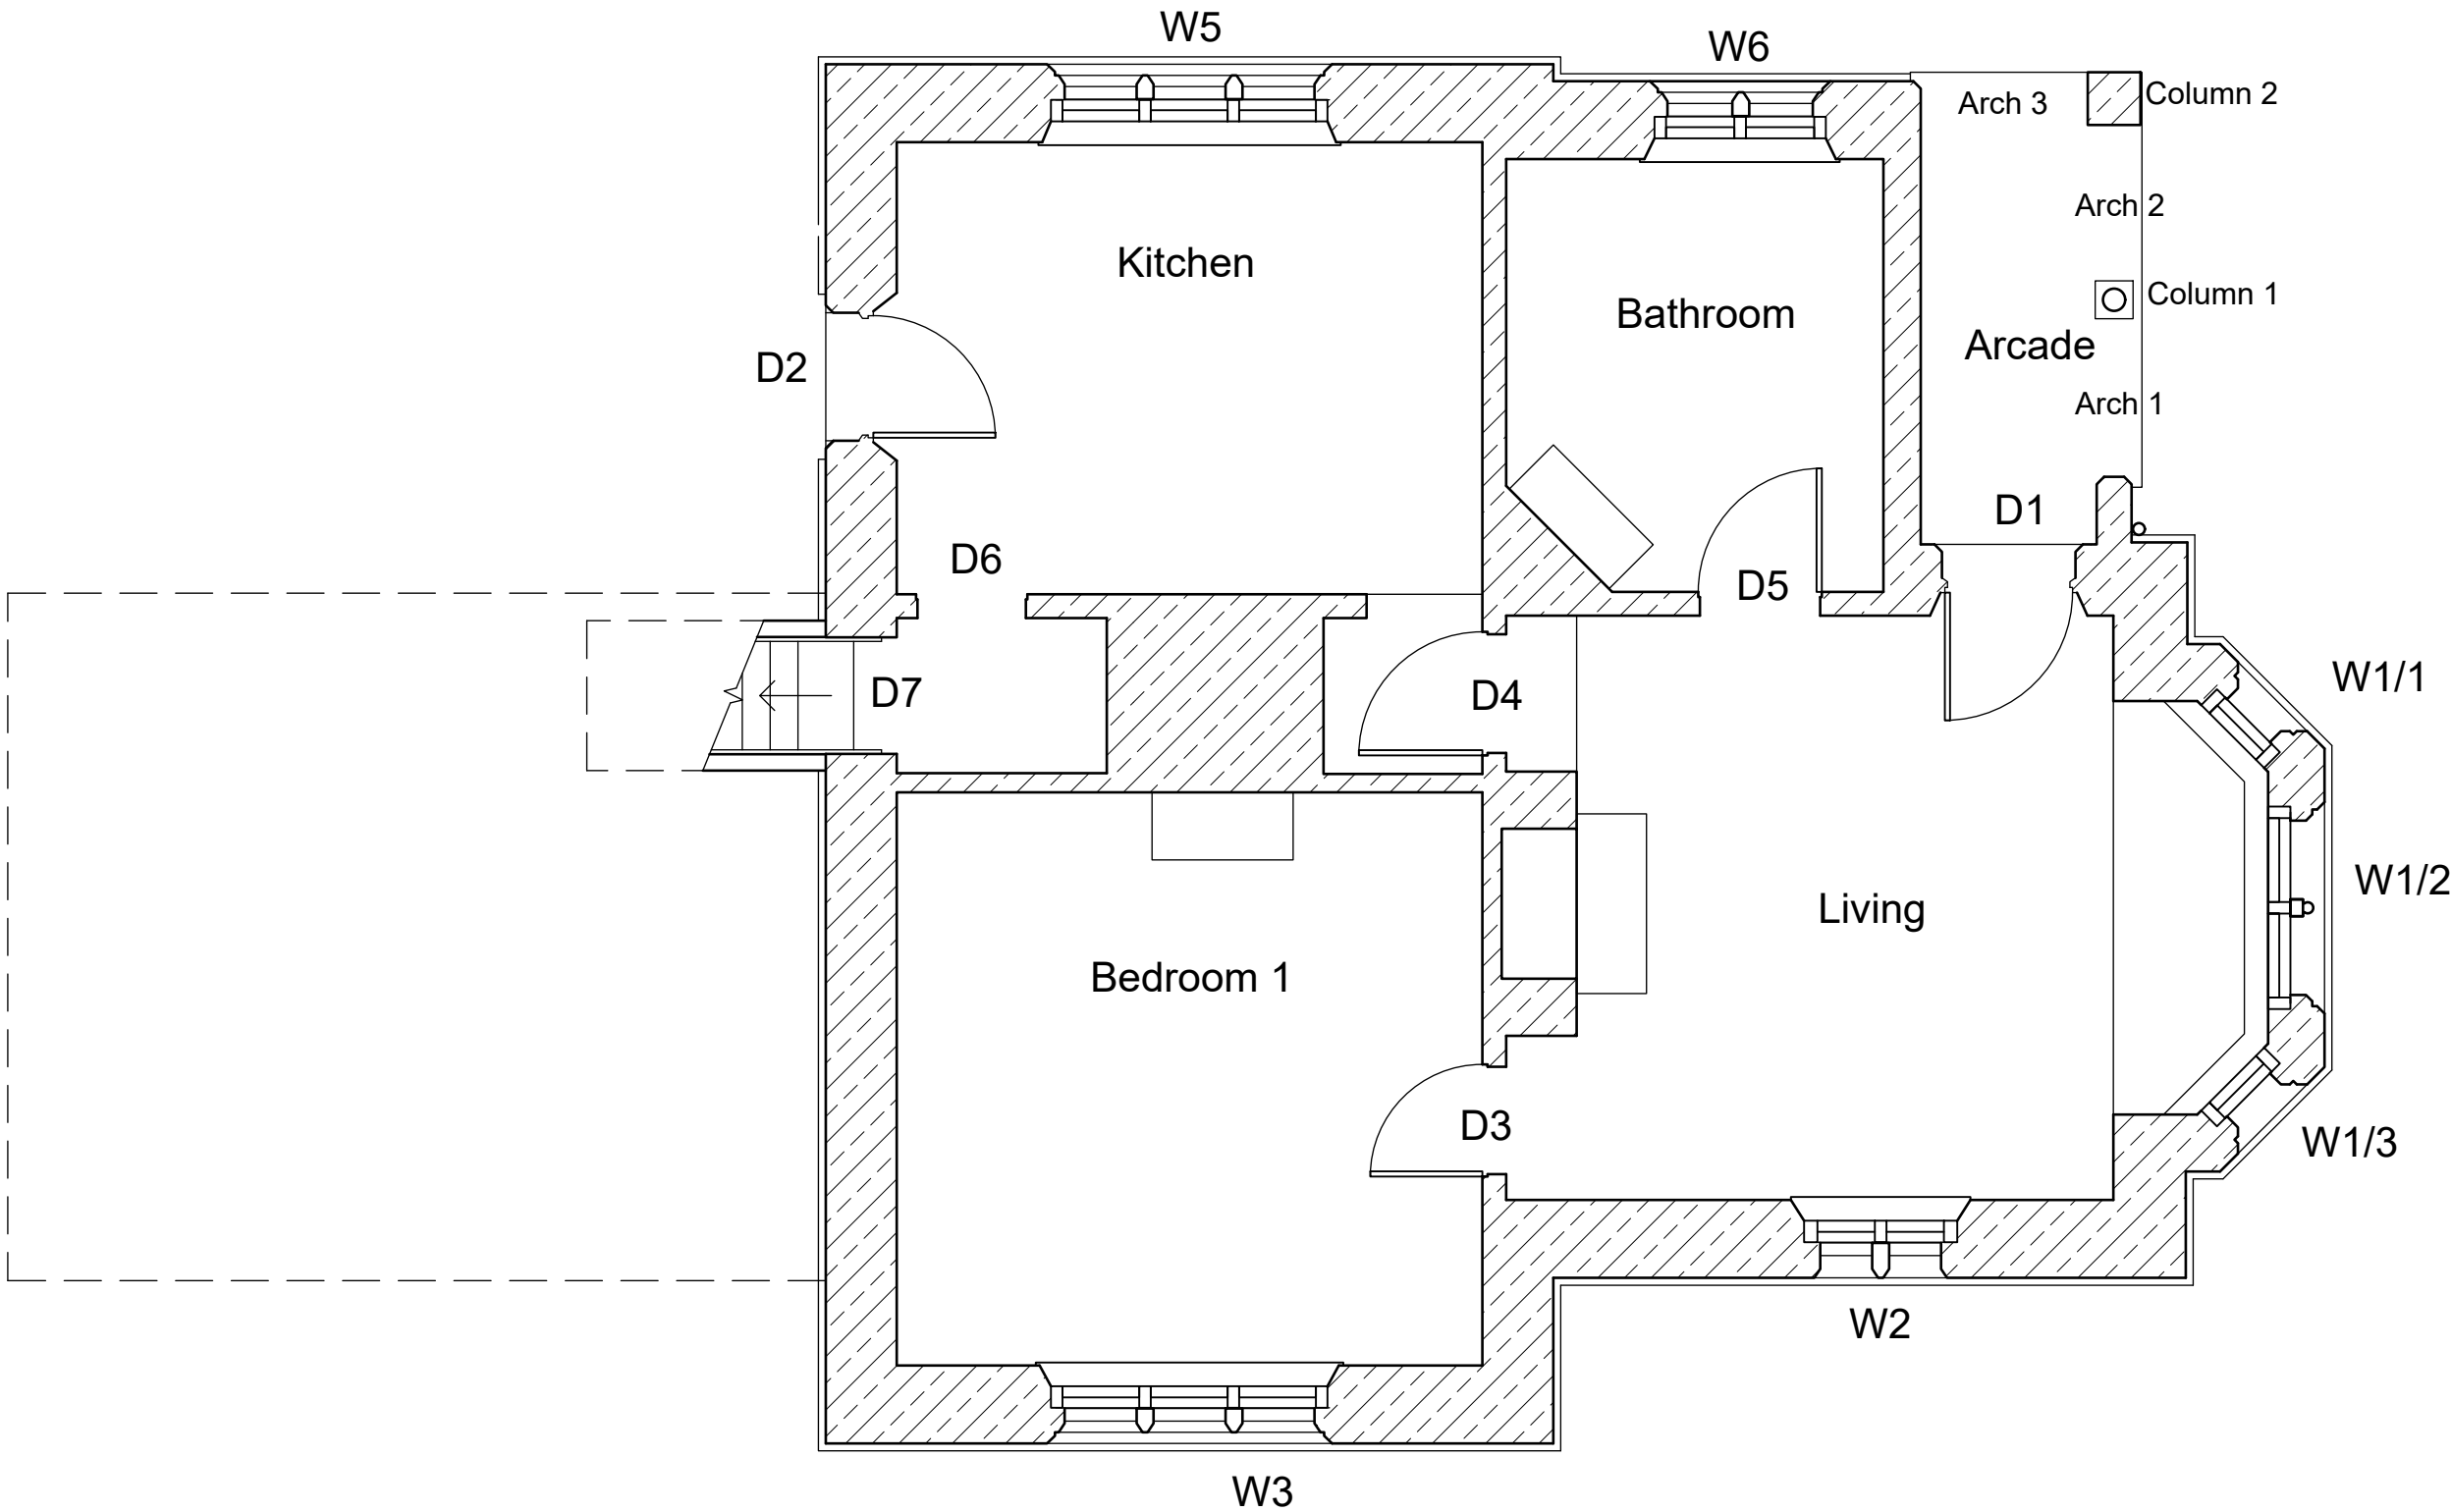 W5
W6
Arch 3
Column 2
Arch 2
Kitchen
Column 1
Bathroom
Arcade
D2
Arch 1
D1
D6
D5
W1/1
D7
D4
W1/2
Living
Bedroom 1
D3
W1/3
W2
W3